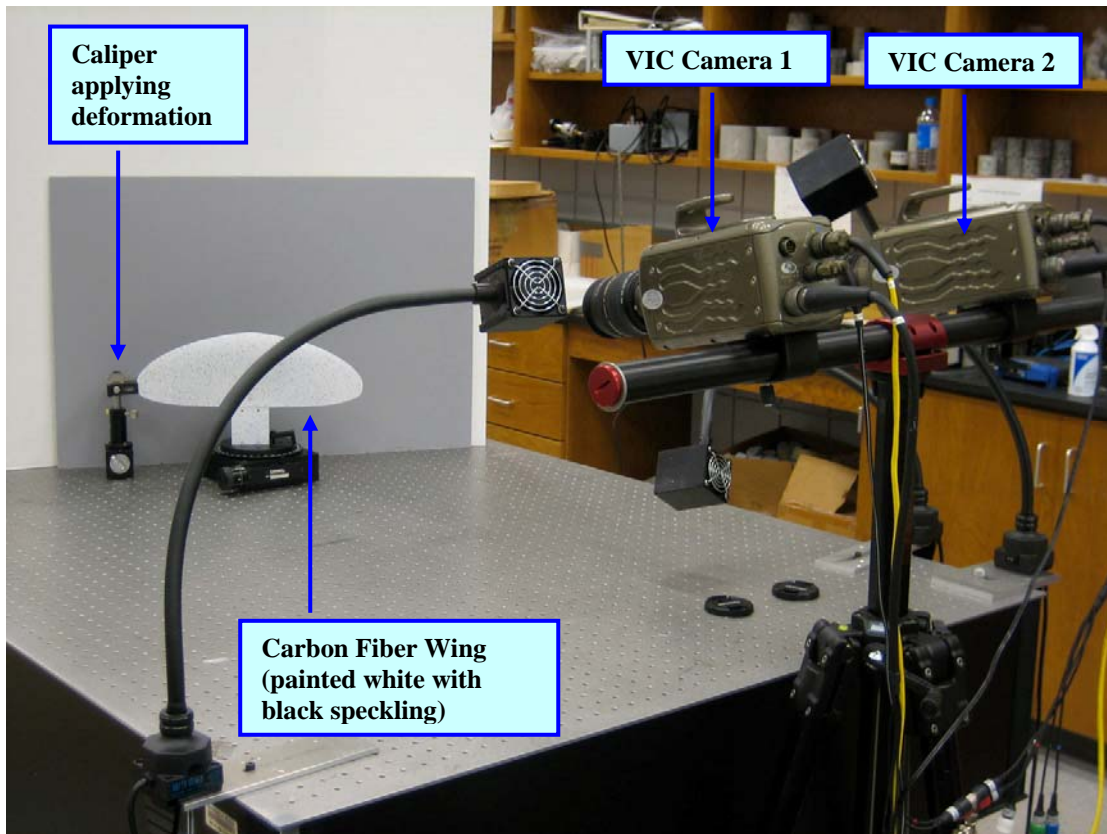 Caliper
applying
deformation
VIC Camera 1
VIC Camera 2
Carbon Fiber Wing
(painted white with
black speckling)